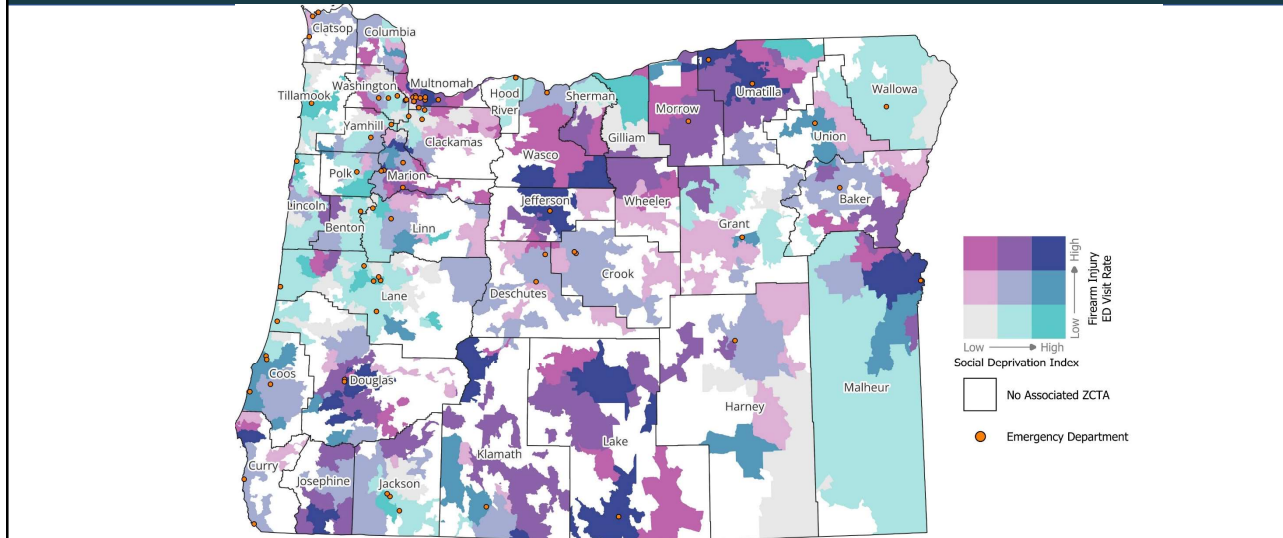 Clatsop
Columbia
Tillamook
Washington
Multnomah
Hood
River
Sherman
Gilliam
Morrow
Umatilla
Wallowa
Union
Yamhill
Clackamas
Wasco
Polk
Marion
Jefferson
Wheeler
Baker
Lincoln
Benton
Linn
Grant
Crook
Lane
Deschutes
Coos
Douglas
Harney
Malheur
Lake
Curry
Josephine
Jackson
Klamath
Low
High
Firearm Injury
ED Visit Rate
Low
High
Social Deprivation Index
No Associated ZCTA
Emergency Department